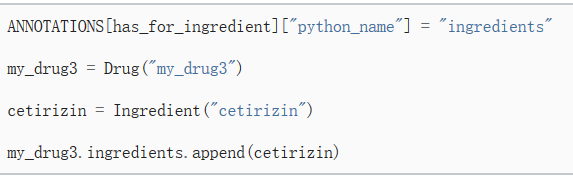 ANNOTATIONS[has_for_ingredient]["python_name"] = "ingredients"
my_drug3 = Drug("my_drug3")
cetirizin = Ingredient("cetirizin")
my_drug3.ingredients.append(cetirizin)